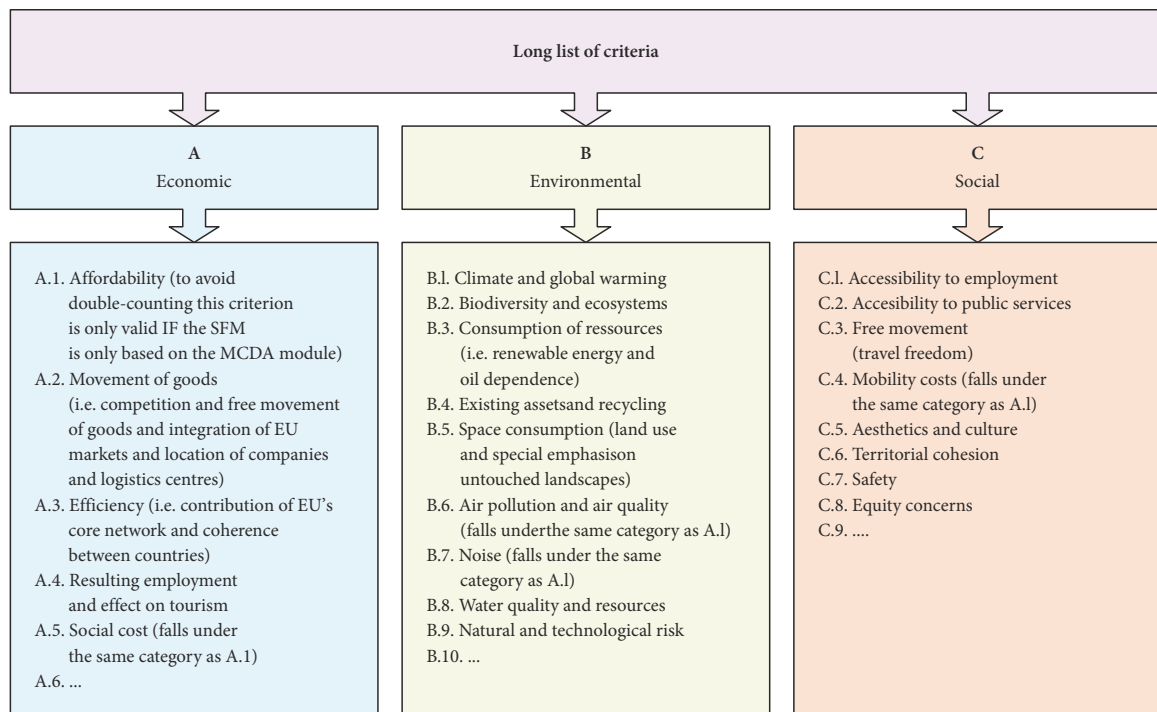 Long list of criteria
A
Economic
A.1. Affordability (to avoid
double-counting this criterion
is only valid IF the SFM
is only based on the MCDA module)
A.2. Movement of goods
(i.e. competition and free movement
of goods and integration of EU
markets and location of companies
and logistics centres)
A.3. Efficiency (i.e. contribution of EU's
core network and coherence
between countries)
A.4. Resulting employment
and effect on tourism
A.5. Social cost (falls under
the same category as A.1)
A.6. ...
B
Environmental
B.l. Climate and global warming
B.2. Biodiversity and ecosystems
B.3. Consumption of ressources
(i.e. renewable energy and
oil dependence)
B.4. Existing assetsand recycling
B.5. Space consumption (land use
and special emphasison
untouched landscapes)
B.6. Air pollution and air quality
(falls underthe same category as A.l)
B.7. Noise (falls under the same
category as A.l)
B.8. Water quality and resources
B.9. Natural and technological risk
B.10. ...
C
Social
C.l. Accessibility to employment
C.2. Accesibility to public services
C.3. Free movement
(travel freedom)
C.4. Mobility costs (falls under
the same category as A.l)
C.5. Aesthetics and culture
C.6. Territorial cohesion
C.7. Safety
C.8. Equity concerns
C.9. ....